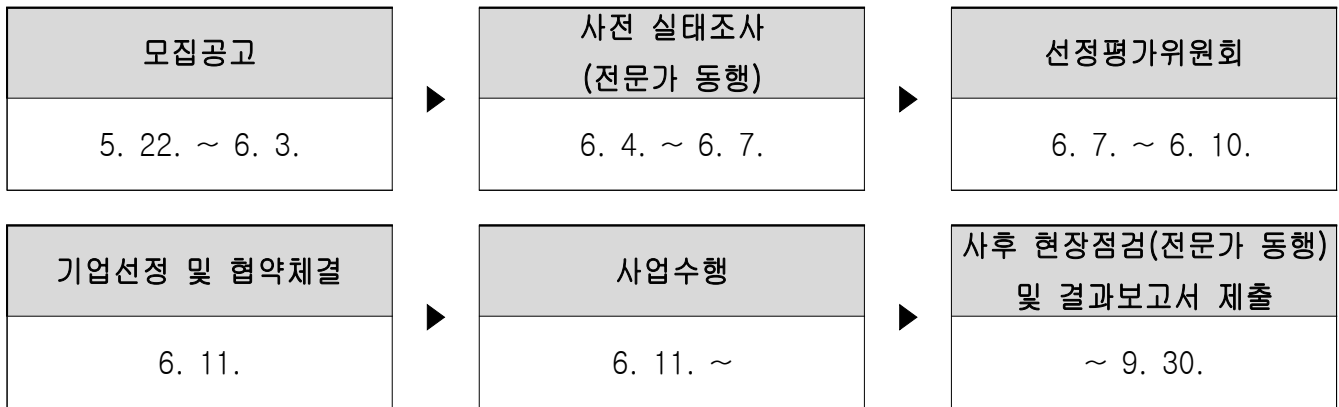 모집공고
5. 22. ~ 6. 3.
▶
사전 실태조사
(전문가 동행)
6. 4. ~ 6. 7.
▶
선정평가위원회
6. 7. ~ 6. 10.
기업선정 및 협약체결
6. 11.
▶
사업수행
6. 11. ~
▶
사후 현장점검(전문가 동행)
및 결과보고서 제출
~ 9. 30.